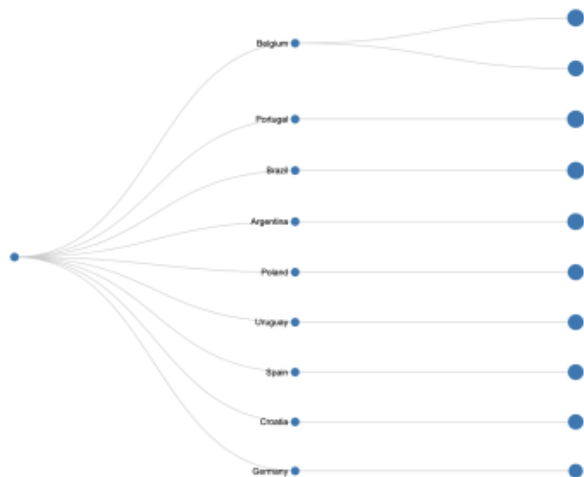 Belgium
Portugal
Brazil
Argentina
Poland
Uruguay
Spain
Croatia
Germany